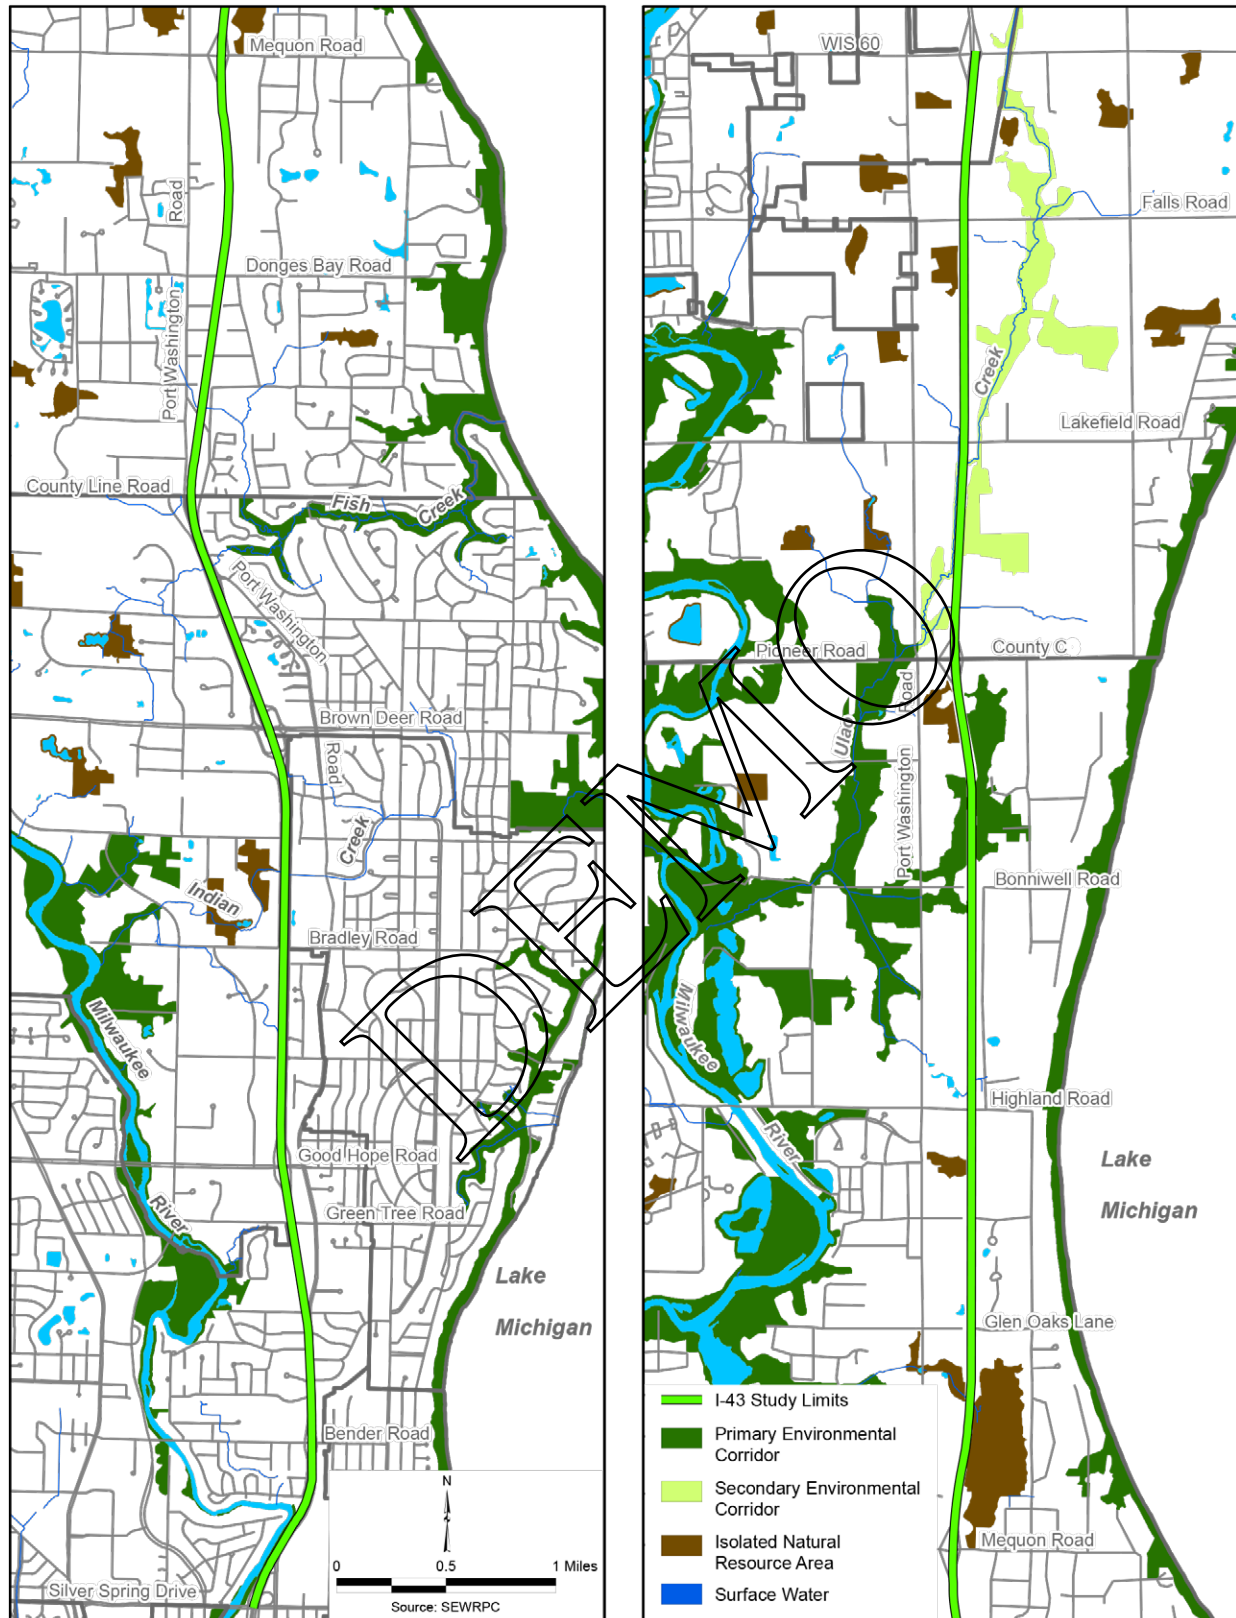 Mequon Road
Port Washington
Road
Donges Bay Road
County Line Road
Fish
Creek
Port Washington
Road
Brown Deer Road
Creek
Indian
Bradley Road
Milwaukee
River
Good Hope Road
Green Tree Road
Lake
Michigan
Bender Road
Silver Spring Drive
N
0 0.5 1 Miles
Source: SEWRPC
WIS 60
Falls Road
Creek
Lakefield Road
Pioneer Road
County C
Ulao
Port Washington
Road
Bonniwell Road
Milwaukee
River
Highland Road
Lake
Michigan
Glen Oaks Lane
Mequon Road
I-43 Study Limits
Primary Environmental
Corridor
Secondary Environmental
Corridor
Isolated Natural
Resource Area
Surface Water
DEMO